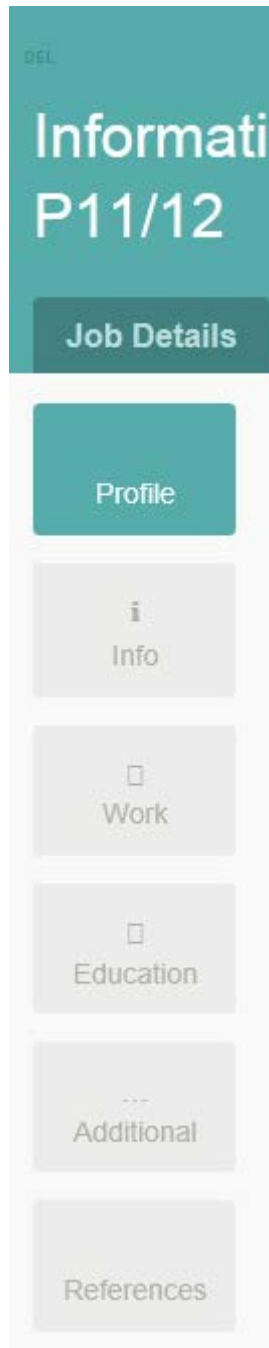 DEL
Informati
P11/12
Job Details
Profile
i
Info
Work
Education
...
Additional
References